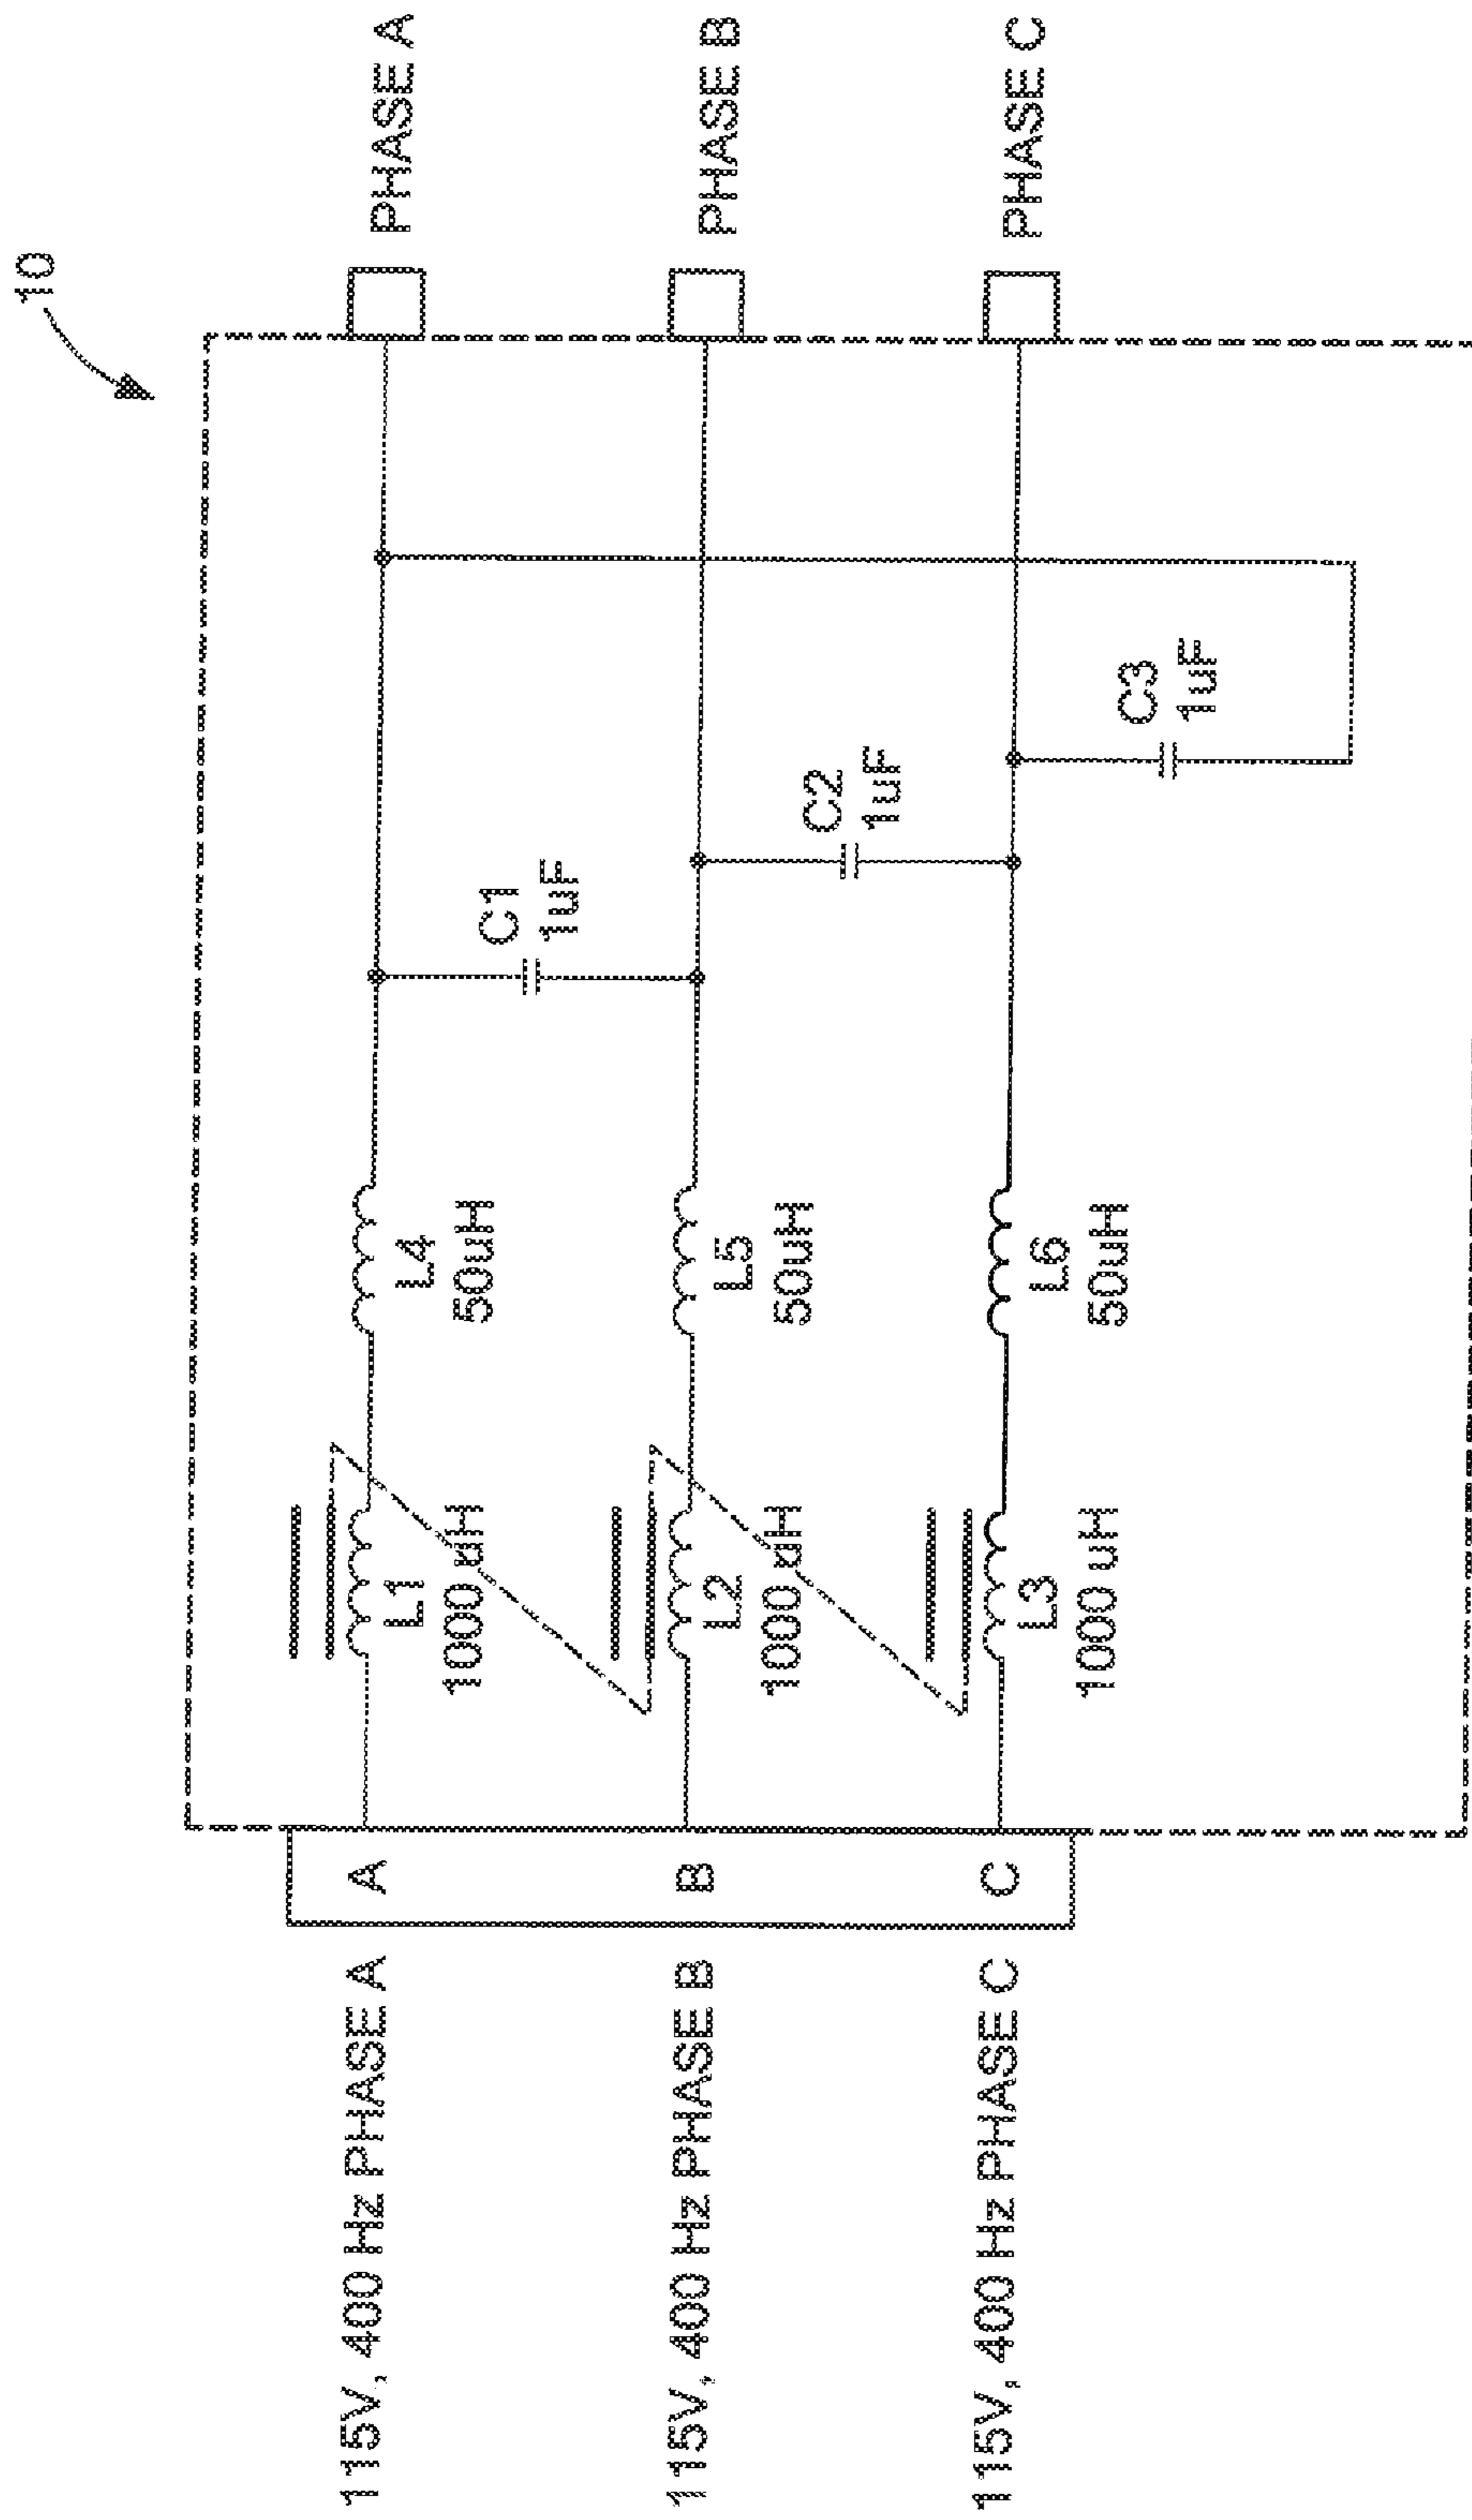 10
115V, 400 Hz PHASE A
A
L1
1000 uH
L4
50uH
C1
1uF
PHASE A
115V, 400 Hz PHASE B
B
L2
1000 uH
L5
50uH
C2
1uF
PHASE B
115V, 400 Hz PHASE C
C
L3
1000 uH
L6
50uH
C3
1uF
PHASE C